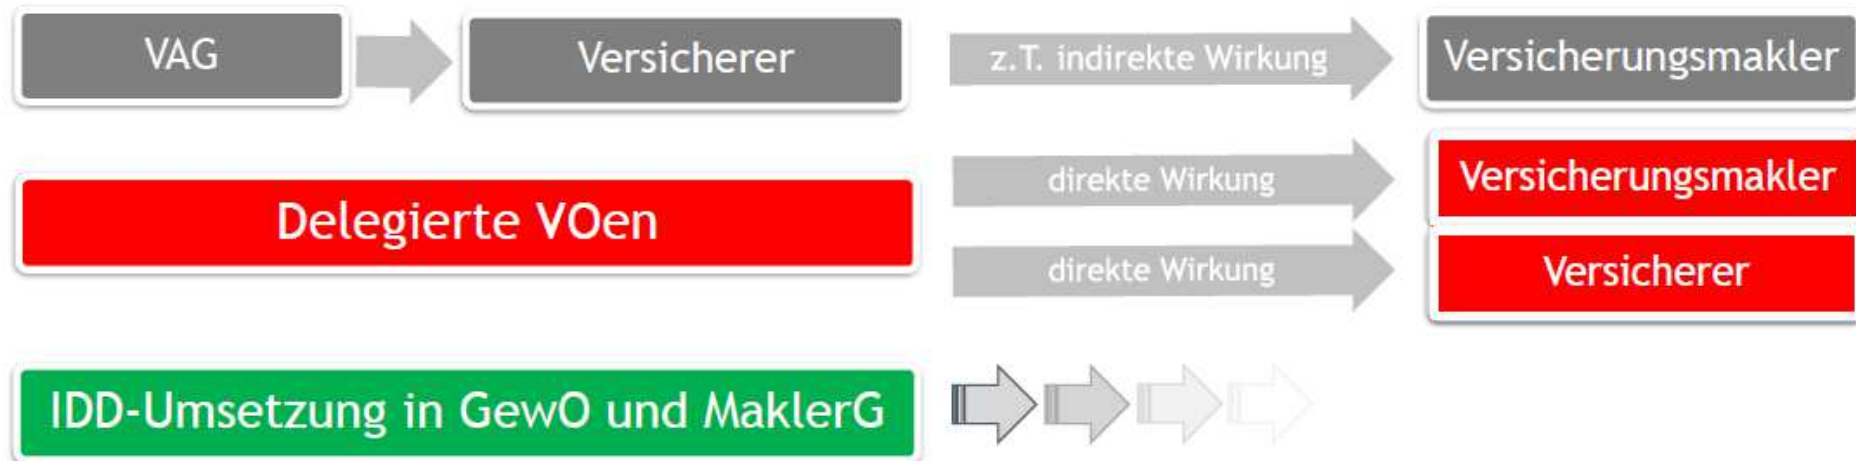 VAG
Versicherer
z.T. indirekte Wirkung
Versicherungsmakler
Delegierte VOen
direkte Wirkung
Versicherungsmakler
direkte Wirkung
Versicherer
IDD-Umsetzung in GewO und MaklerG